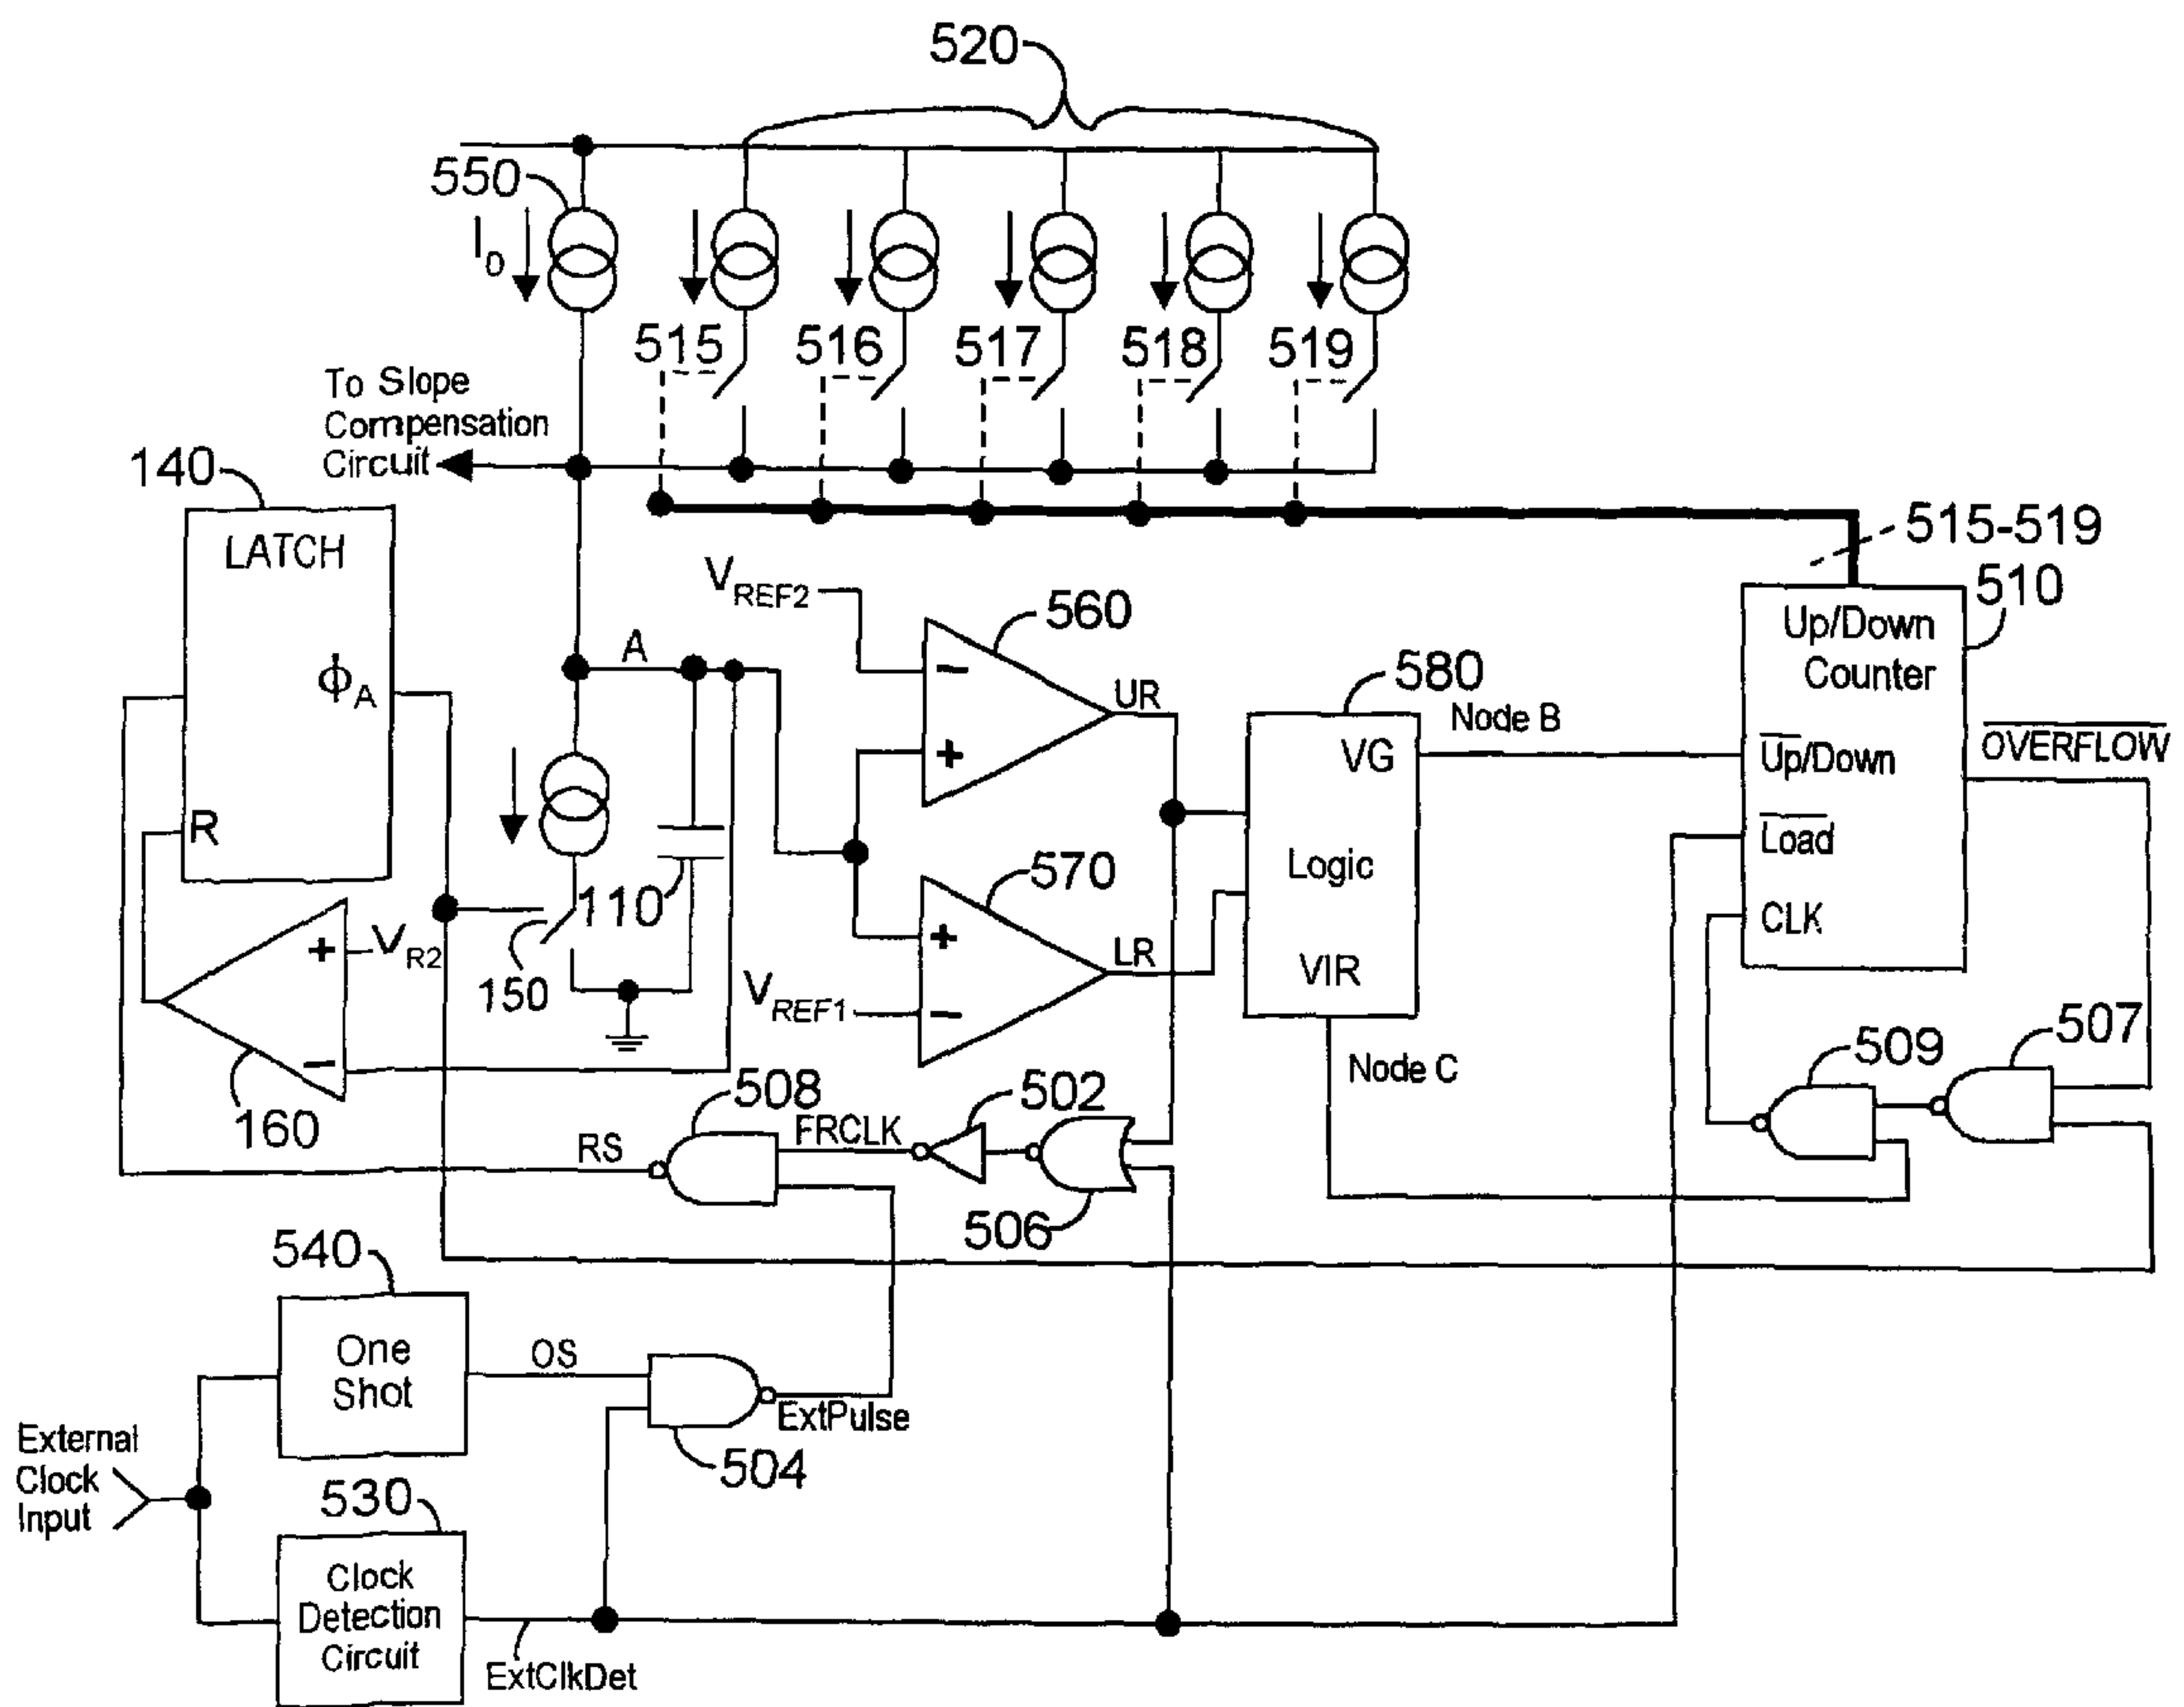 520
550
I0
515
516
517
518
519
To Slope
Compensation
Circuit
140
LATCH
ϕA
R
VR2
160
150
110
A
VREF2
560
UR
570
LR
VREF1
580
VG
Logic
VIR
Node B
Node C
515-519
510
Up/Down
Counter
Up/Down
Load
CLK
OVERFLOW
507
509
508
502
FRCLK
RS
506
540
One
Shot
OS
504
ExtPulse
External
Clock
Input
530
Clock
Detection
Circuit
ExtClkDet